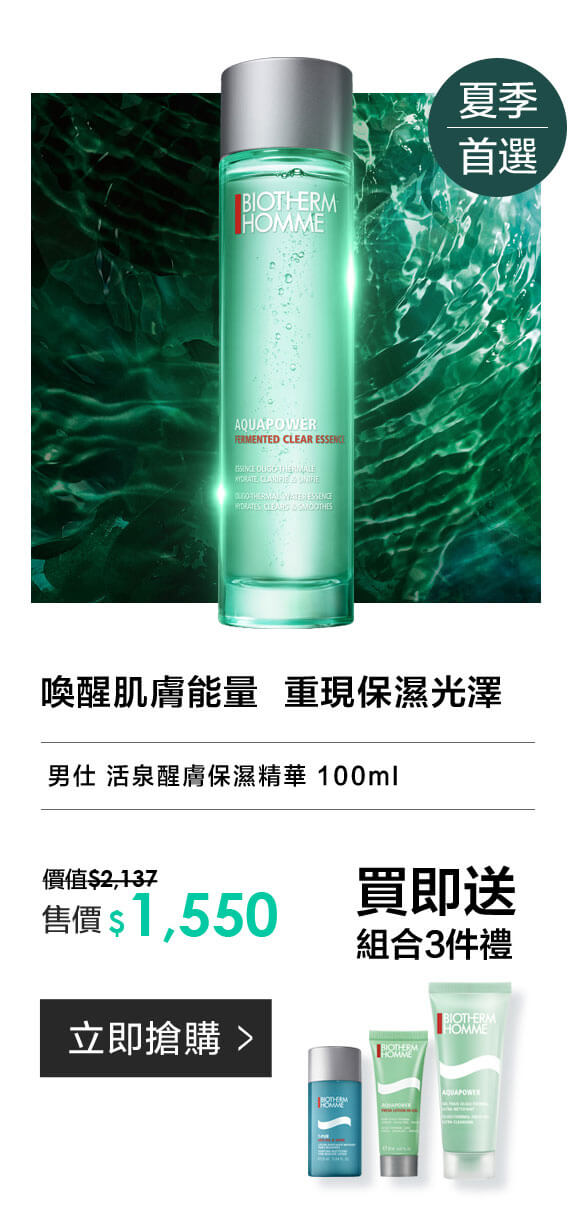 夏季
首選
BIOTHERM
HOMME
AQUAPOWER
FERMENTED CLEAR ESSENCE
ESSENCE OLIGO-THERMALE
HYDRATE, CLARIFIE & UNIFIE
OLIGO-THERMAL WATER ESSENCE
HYDRATES, CLEARS & SMOOTHES
喚醒肌膚能量 重現保濕光澤
男仕 活泉醒膚保濕精華 100ml
價值$2,137
售價$1,550
買即送
組合3件禮
立即搶購 >
BIOTHERM
HOMME
BIOTHERM
HOMME
AQUAPOWER
BIOTHERM
HOMME
AQUAPOWER